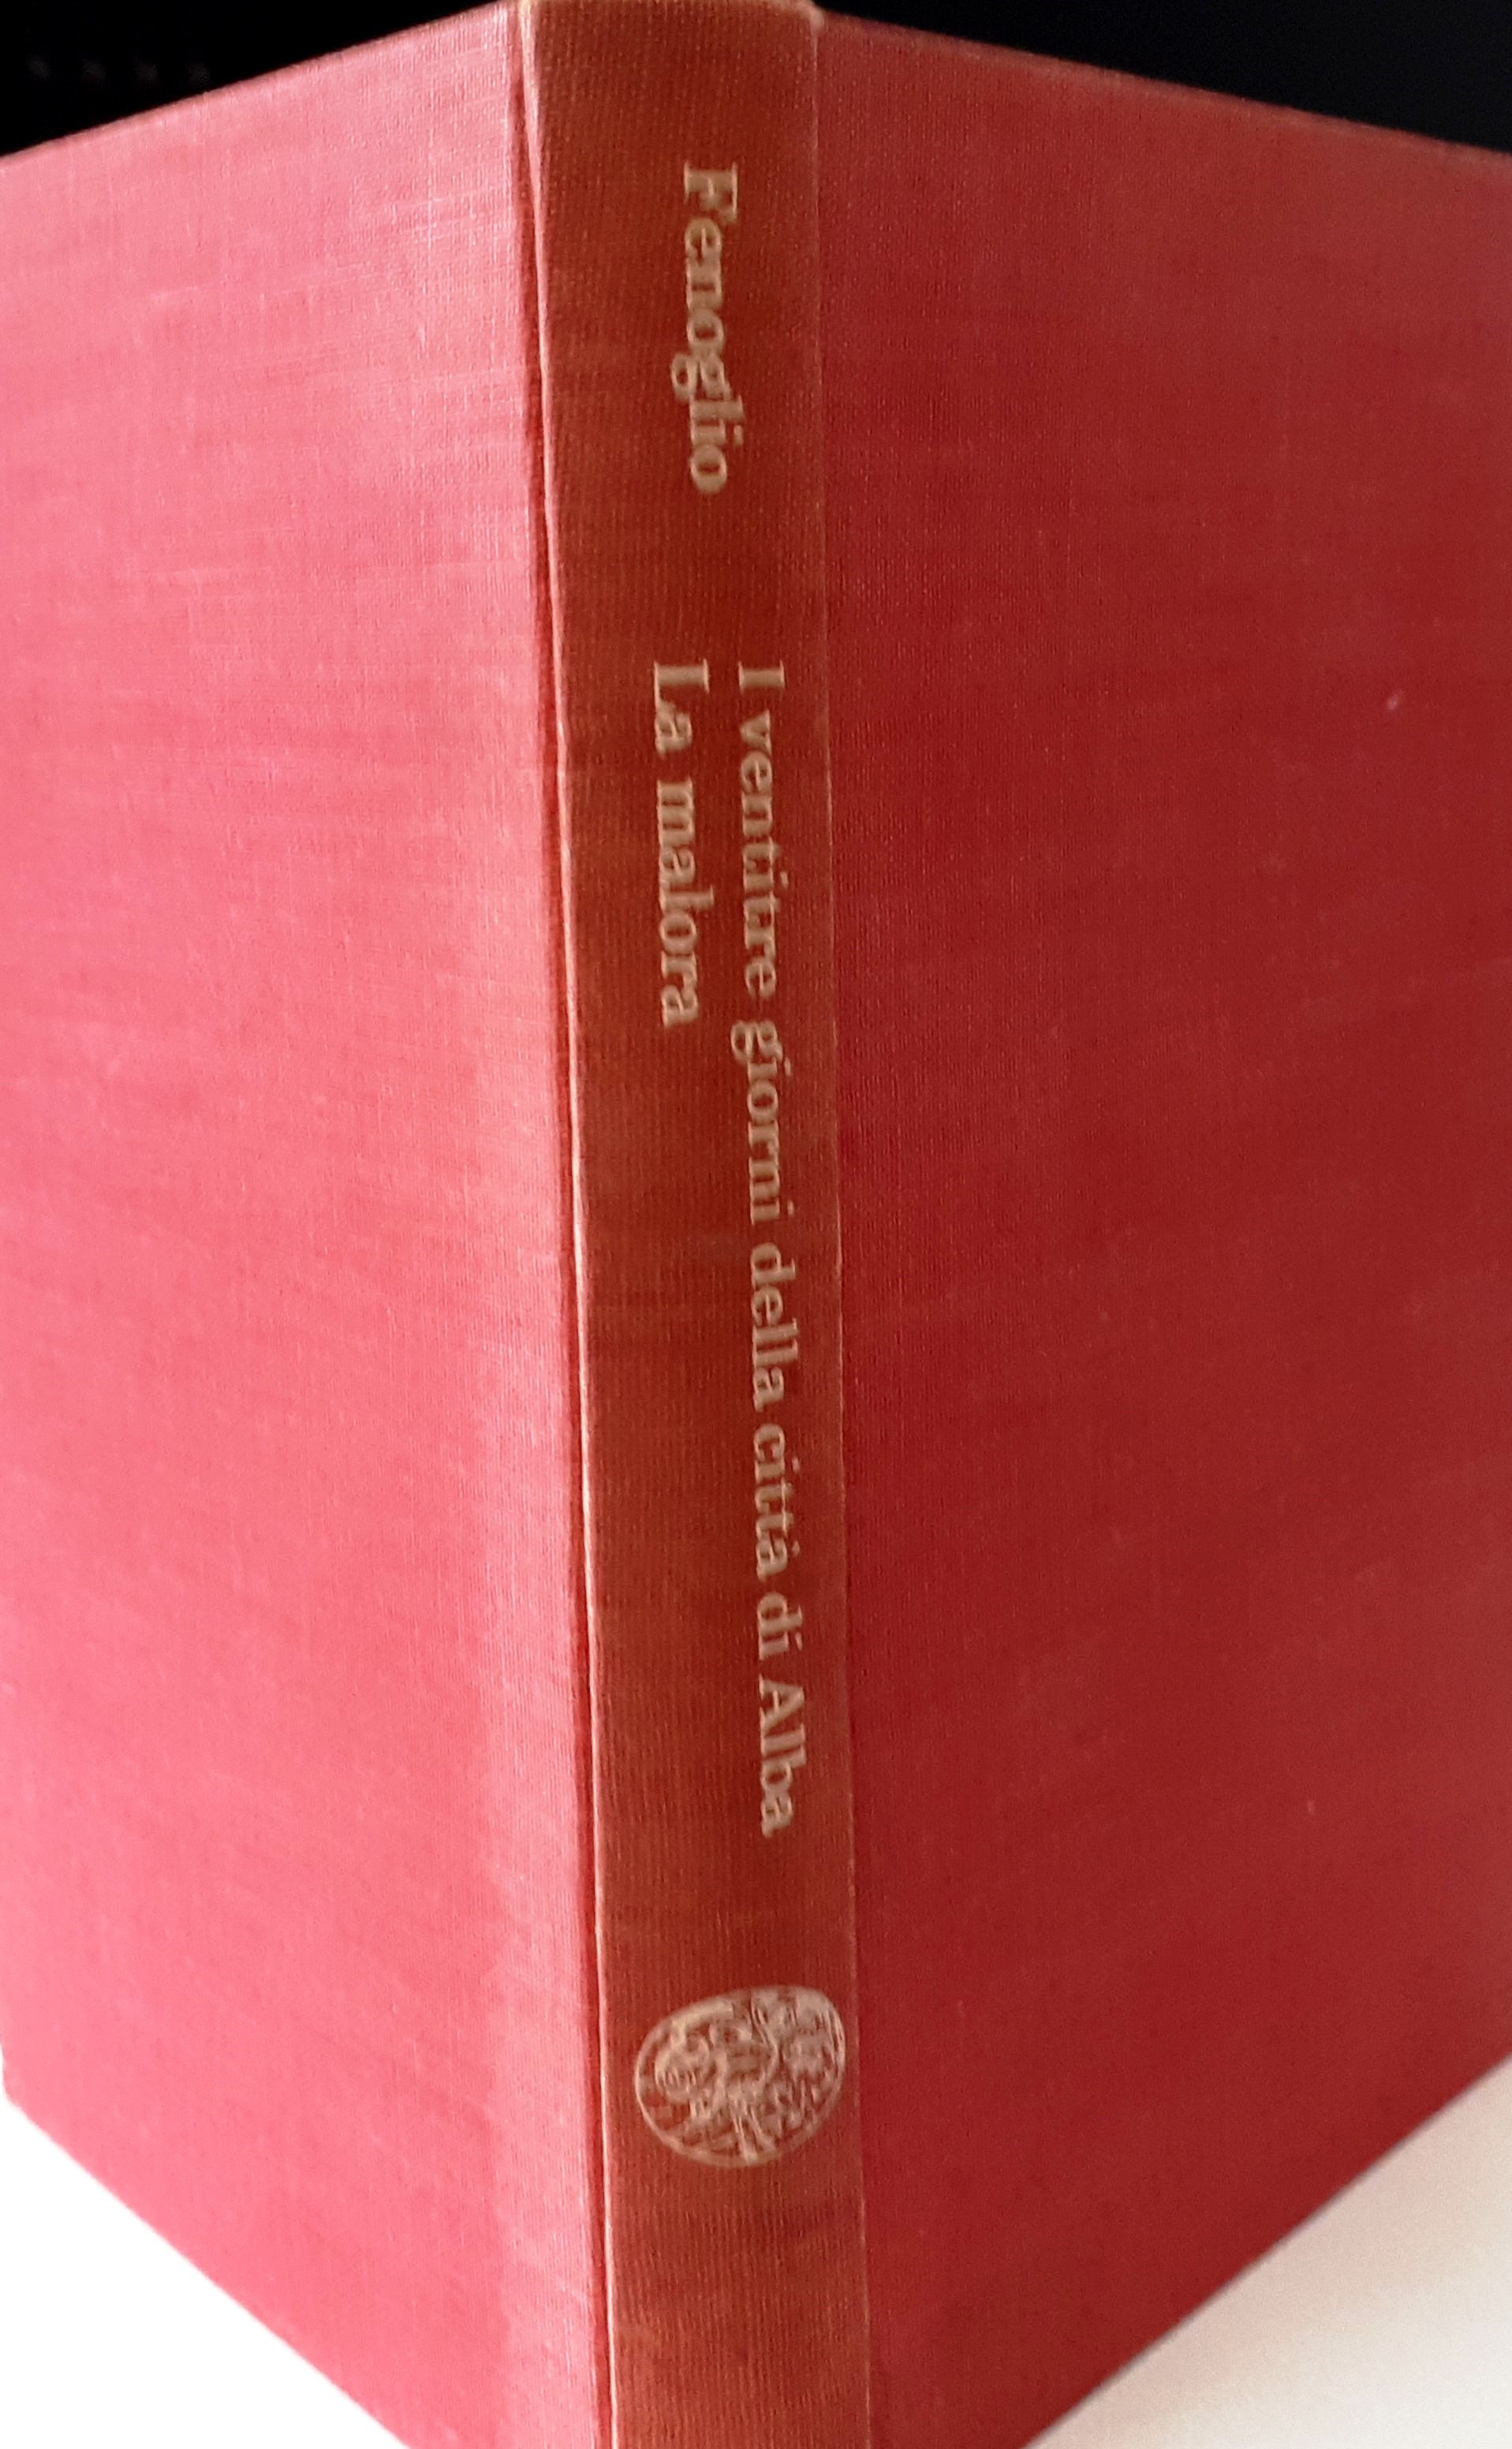 Fenoglio
I ventitre giorni della città di Alba
La malora